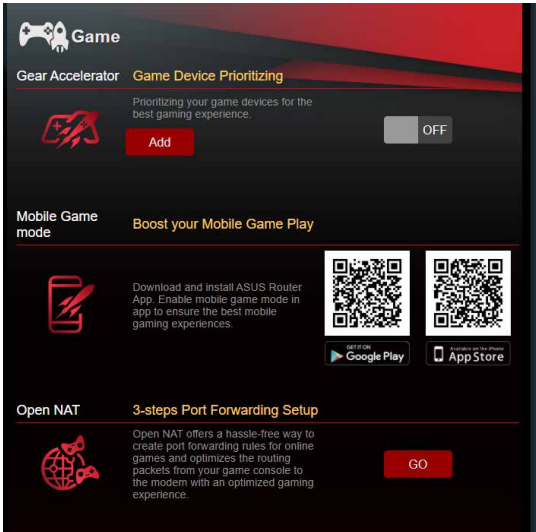 Game
Gear Accelerator
Game Device Prioritizing
Prioritizing your game devices for the
best gaming experience.
Add
OFF
Mobile Game
mode
Boost your Mobile Game Play
Download and install ASUS Router
App. Enable mobile game mode in
app to ensure the best mobile
gaming experiences.
GET IT ON
Google Play
Available on the iPhone
App Store
Open NAT
3-steps Port Forwarding Setup
Open NAT offers a hassle-free way to
create port forwarding rules for online
games and optimizes the routing
packets from your game console to
the modem with an optimized gaming
experience.
GO